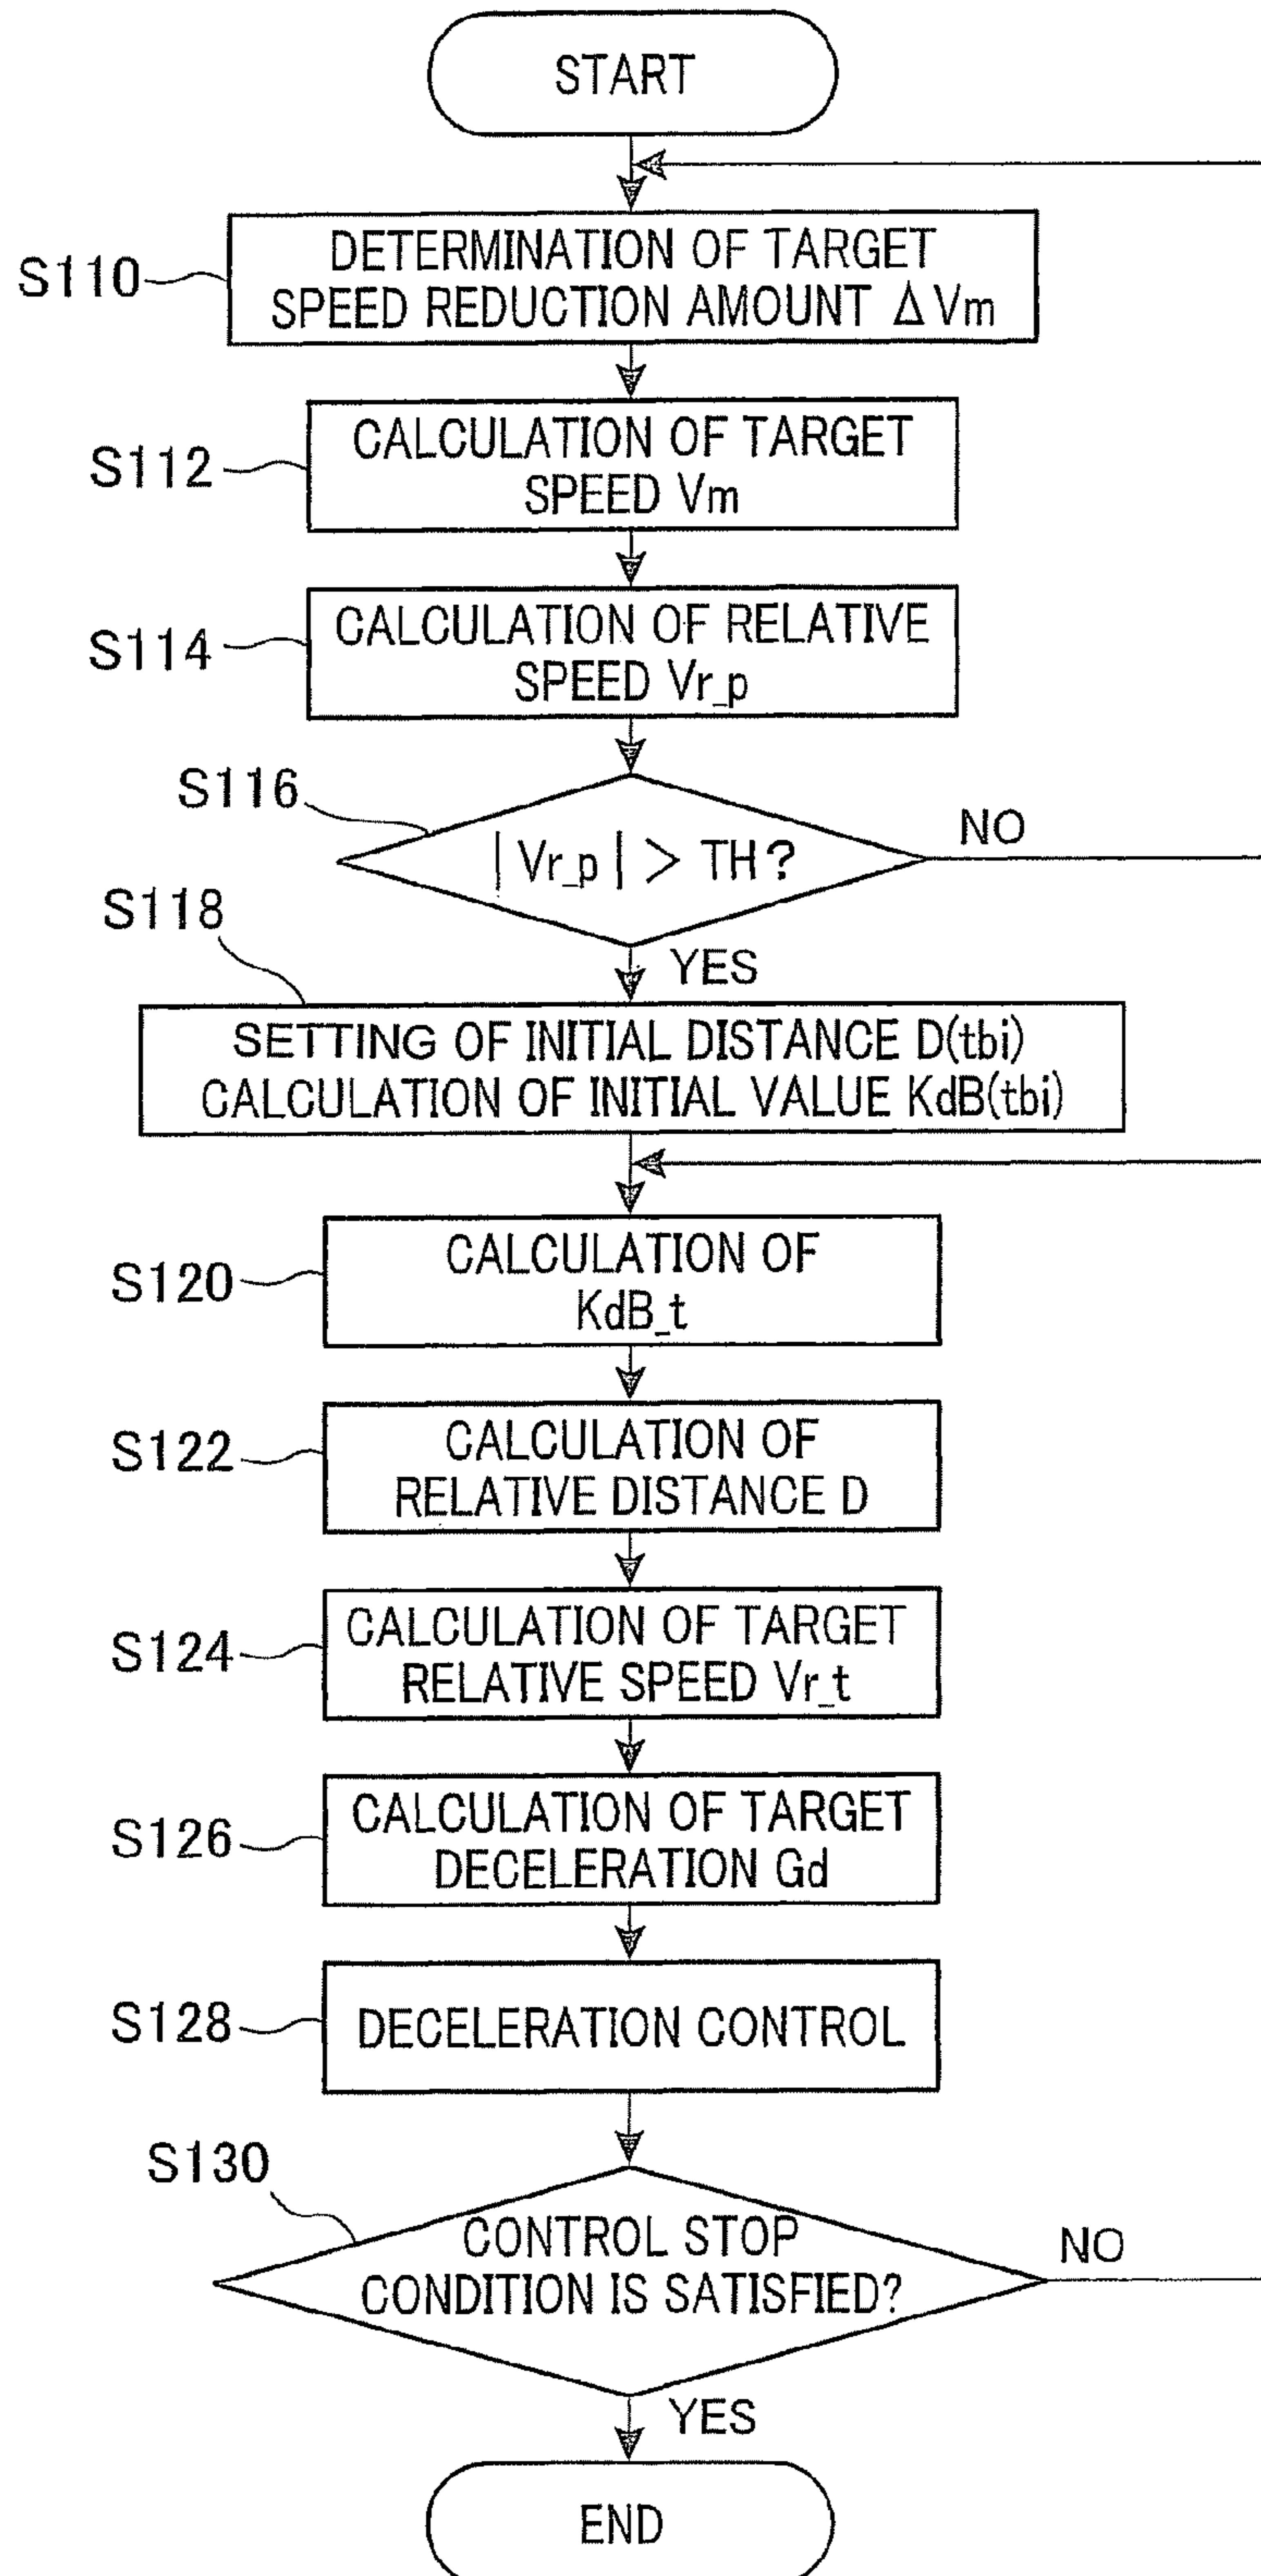 START
S110
DETERMINATION OF TARGET
SPEED REDUCTION AMOUNT Δ Vm
S112
CALCULATION OF TARGET
SPEED Vm
S114
CALCULATION OF RELATIVE
SPEED Vr_p
S116
| Vr_p | > TH?
NO
YES
S118
SETTING OF INITIAL DISTANCE D(tbi)
CALCULATION OF INITIAL VALUE KdB(tbi)
S120
CALCULATION OF
KdB_t
S122
CALCULATION OF
RELATIVE DISTANCE D
S124
CALCULATION OF TARGET
RELATIVE SPEED Vr_t
S126
CALCULATION OF TARGET
DECELERATION Gd
S128
DECELERATION CONTROL
S130
CONTROL STOP
CONDITION IS SATISFIED?
NO
YES
END